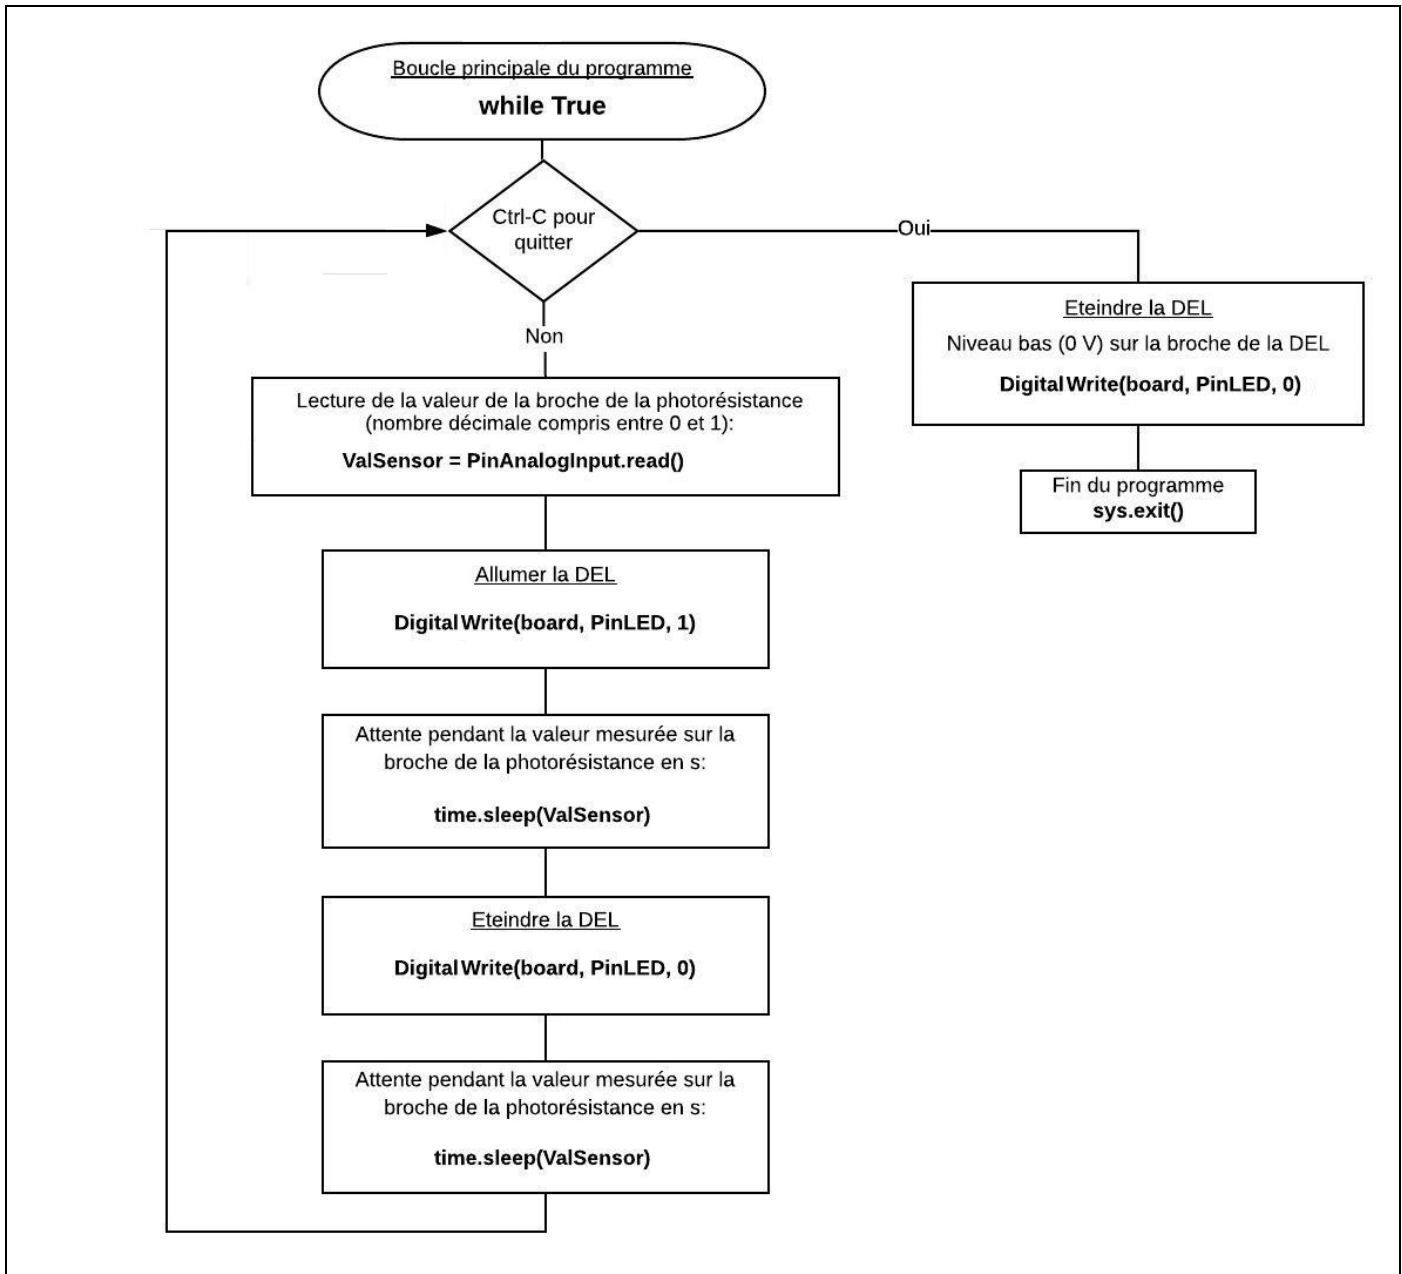 Boucle principale du programme
while True
Ctrl-C pour
quitter
Oui
Non
Eteindre la DEL
Niveau bas (0 V) sur la broche de la DEL
DigitalWrite(board, PinLED, 0)
Fin du programme
sys.exit()
Lecture de la valeur de la broche de la photorésistance
(nombre décimale compris entre 0 et 1):
ValSensor = PinAnalogInput.read()
Allumer la DEL
DigitalWrite(board, PinLED, 1)
Attente pendant la valeur mesurée sur la
broche de la photorésistance en s:
time.sleep(ValSensor)
Eteindre la DEL
DigitalWrite(board, PinLED, 0)
Attente pendant la valeur mesurée sur la
broche de la photorésistance en s:
time.sleep(ValSensor)